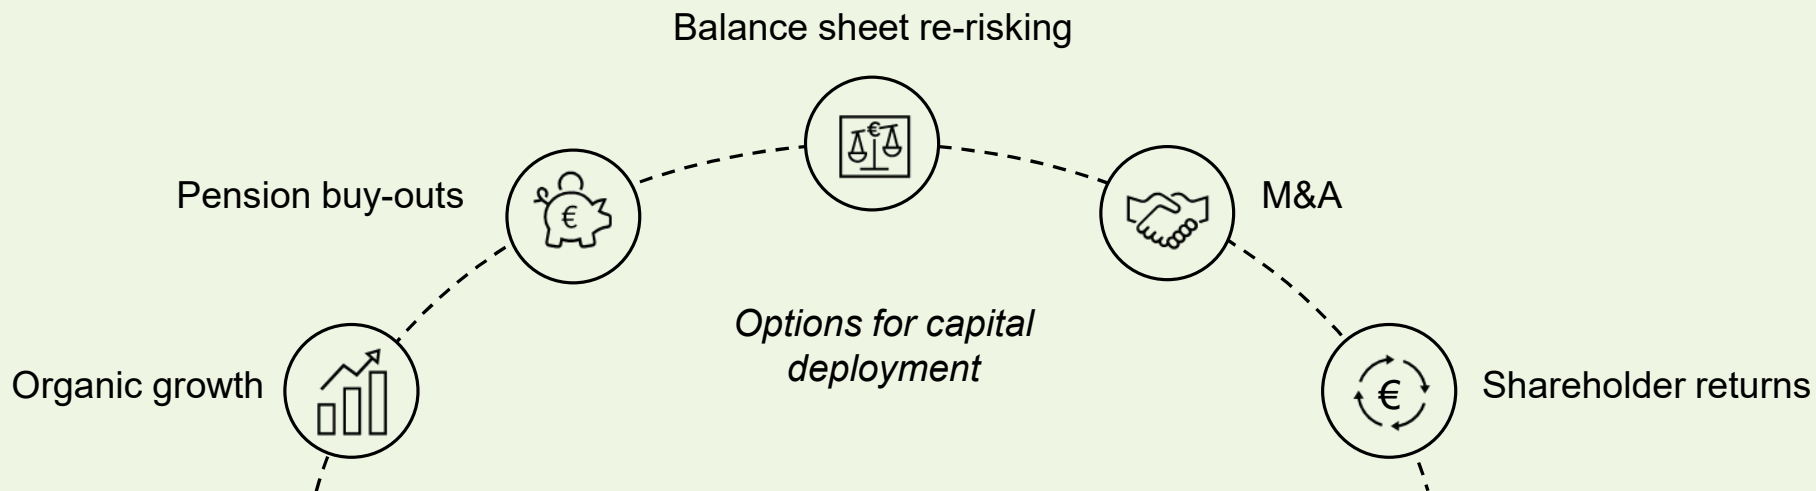 Balance sheet re-risking
€
Pension buy-outs
€
M&A
Options for capital
deployment
Organic growth
€
Shareholder returns